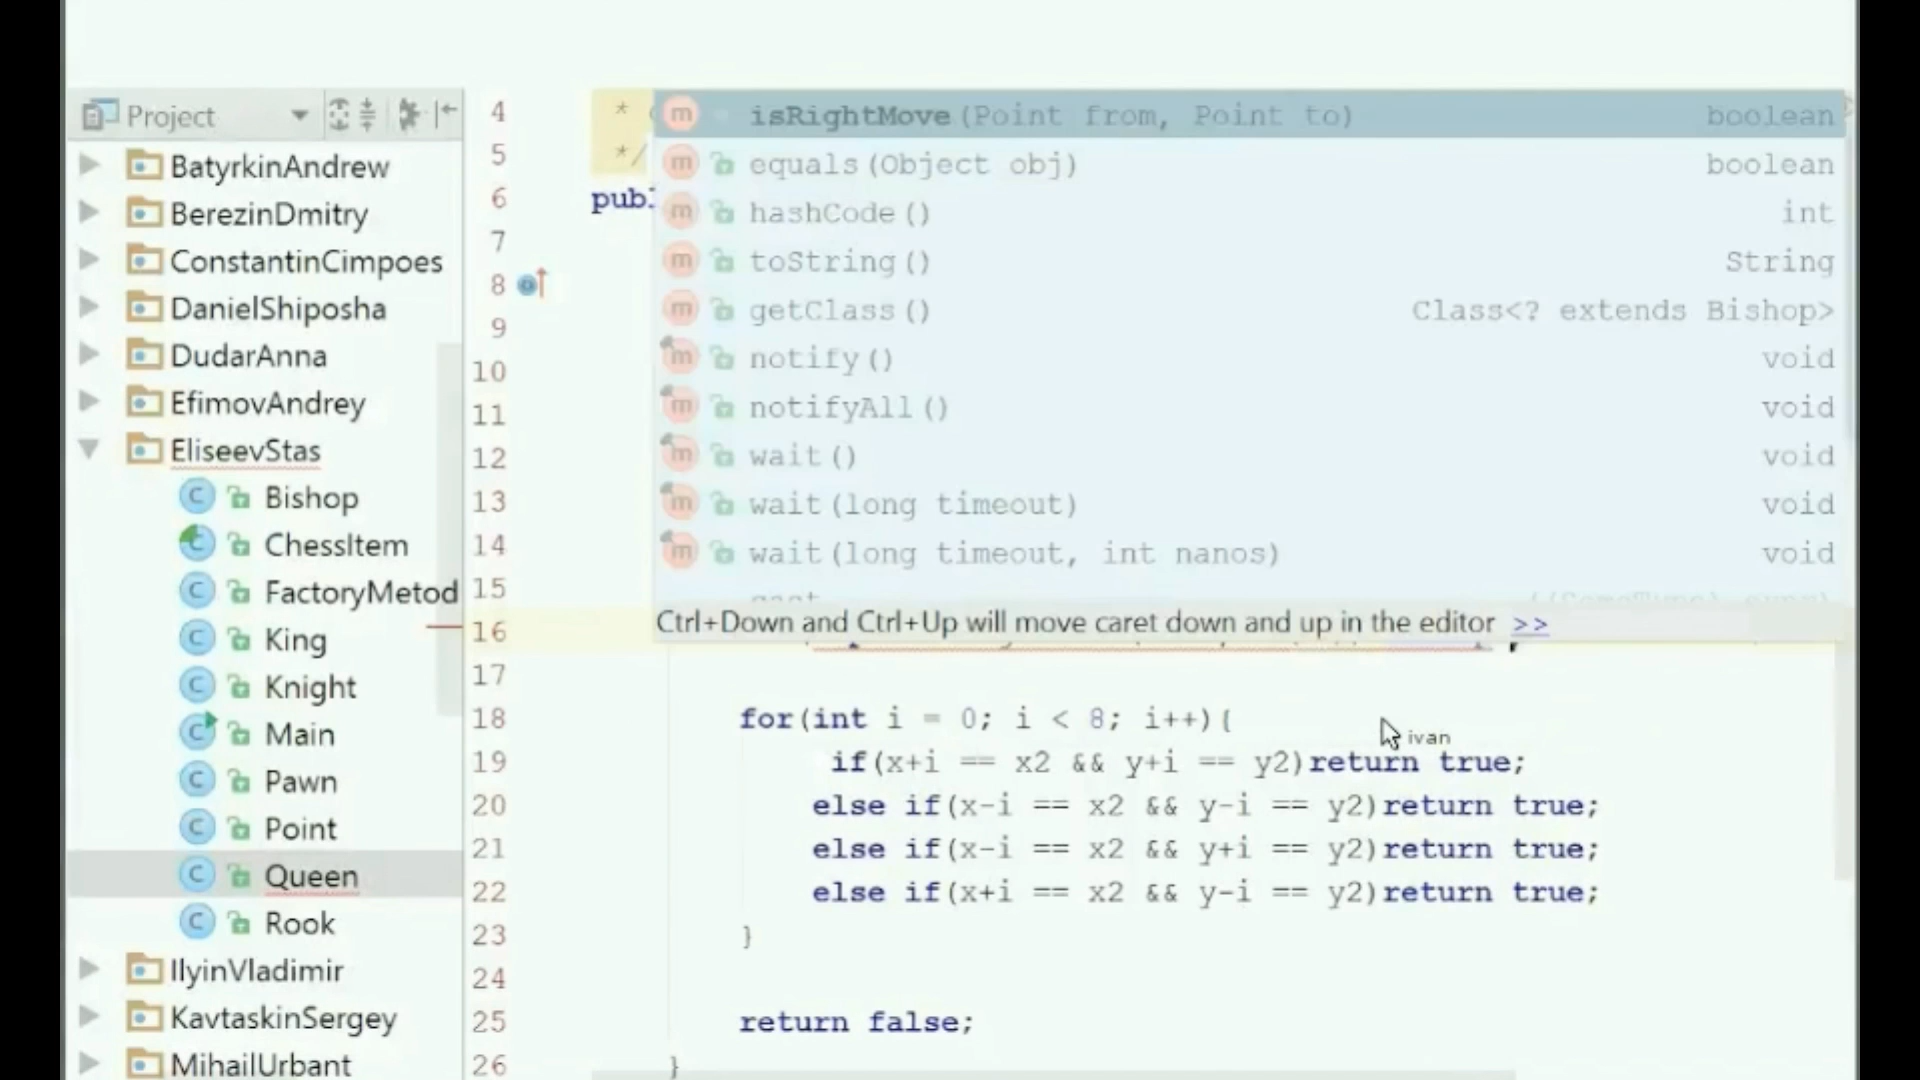 Project
BatyrkinAndrew
BerezinDmitry
ConstantinCimpoes
DanielShiposha
DudarAnna
EfimovAndrey
EliseevStas
Bishop
ChessItem
FactoryMetod
King
Knight
Main
Pawn
Point
Queen
Rook
IlyinVladimir
KavtaskinSergey
MihailUrbant
4 *
5 */
6 publ
7
8
9
10
11
12
13
14
15
16
17
18 for(int i = 0; i < 8; i++){
19 if(x+i == x2 && y+i == y2)return true;
20 else if(x-i == x2 && y-i == y2)return true;
21 else if(x-i == x2 && y+i == y2)return true;
22 else if(x+i == x2 && y-i == y2)return true;
23 }
24
25 return false;
26 }
isRightMove(Point from, Point to) boolean
equals(Object obj) boolean
hashCode() int
toString() String
getClass() Class<? extends Bishop>
notify() void
notifyAll() void
wait() void
wait(long timeout) void
wait(long timeout, int nanos) void
Ctrl+Down and Ctrl+Up will move caret down and up in the editor >>
ivan